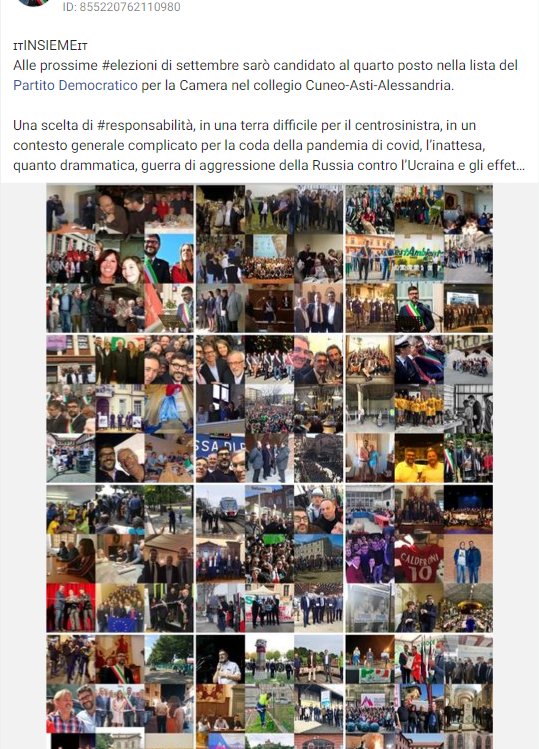 ID: 855220762110980
ɪᴛINSIEMEɪᴛ
Alle prossime #elezioni di settembre sarò candidato al quarto posto nella lista del
Partito Democratico per la Camera nel collegio Cuneo-Asti-Alessandria.
Una scelta di #responsabilità, in una terra difficile per il centrosinistra, in un
contesto generale complicato per la coda della pandemia di covid, l’inattesa,
quanto drammatica, guerra di aggressione della Russia contro l’Ucraina e gli effet…
CALDERONI
10